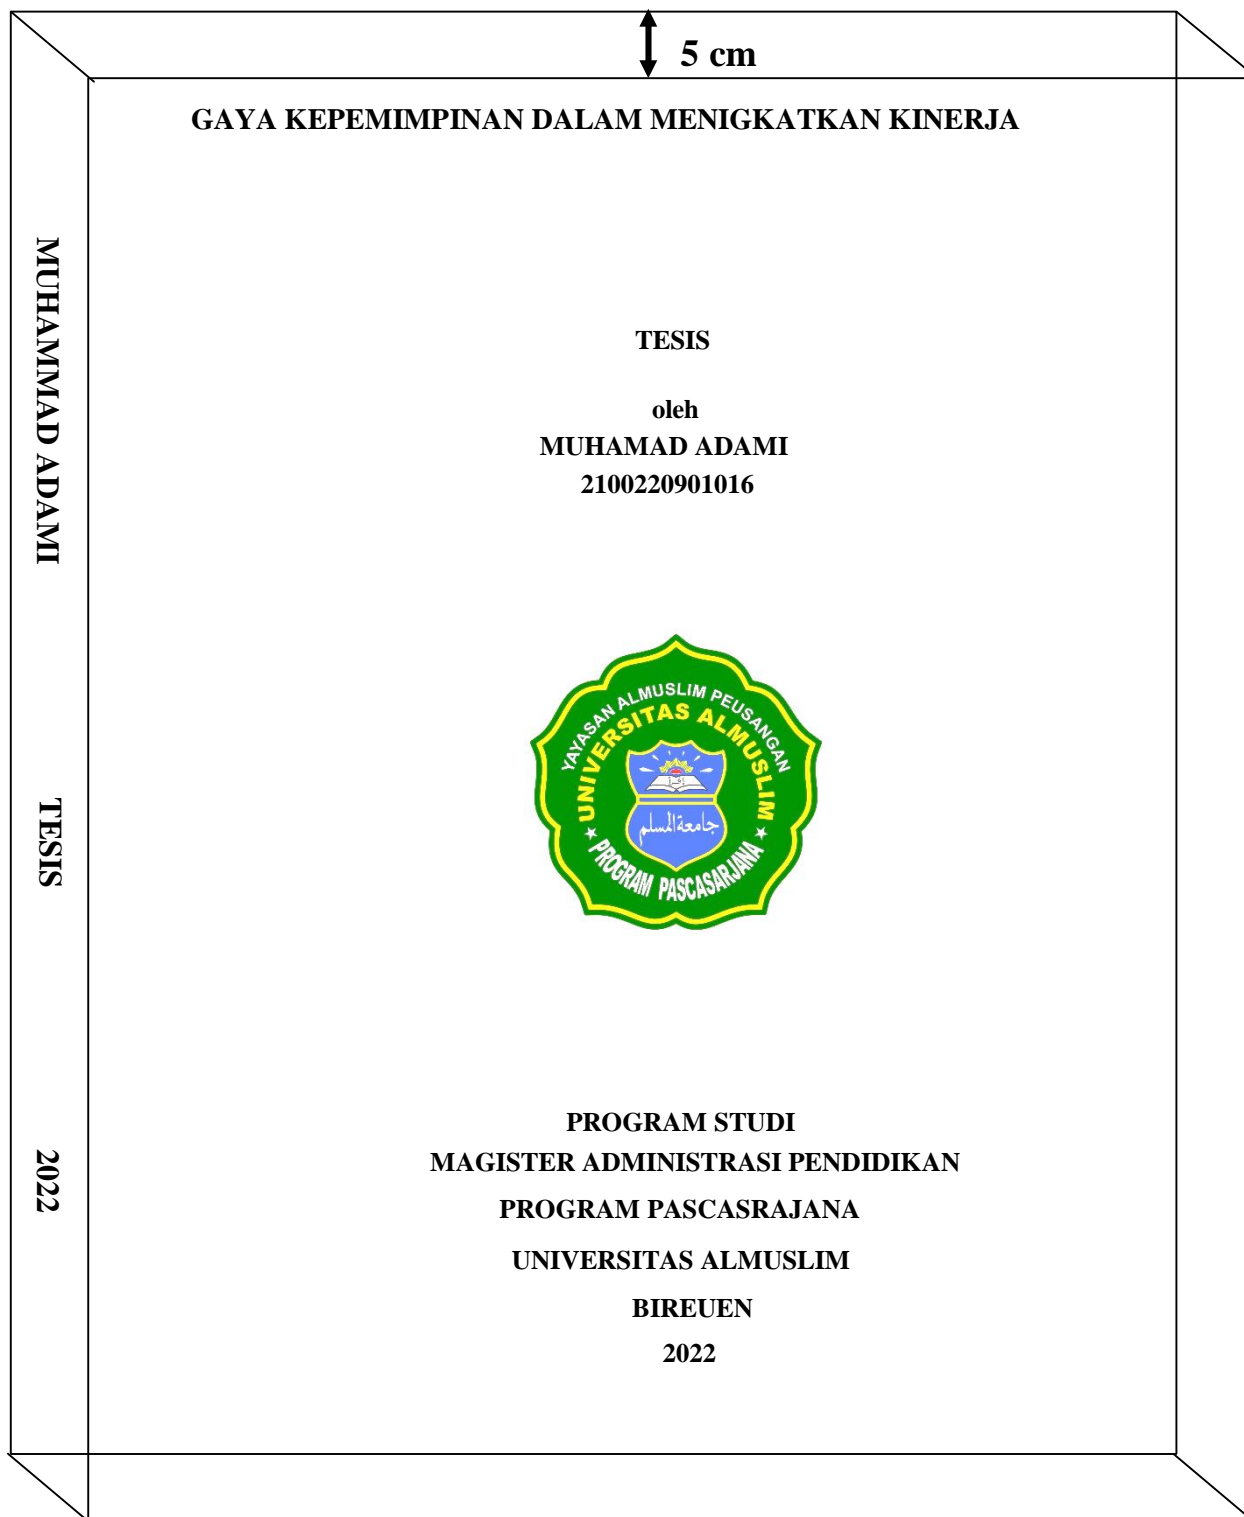 5 cm
GAYA KEPEMIMPINAN DALAM MENIGKATKAN KINERJA
MUHAMMAD ADAMI
TESIS
2022
TESIS
oleh
MUHAMAD ADAMI
2100220901016
YAYASAN ALMUSLIM PEUSANGAN
UNIVERSITAS ALMUSLIM
جامعة المسلم
PROGRAM PASCASARJANA
PROGRAM STUDI
MAGISTER ADMINISTRASI PENDIDIKAN
PROGRAM PASCASRAJANA
UNIVERSITAS ALMUSLIM
BIREUEN
2022